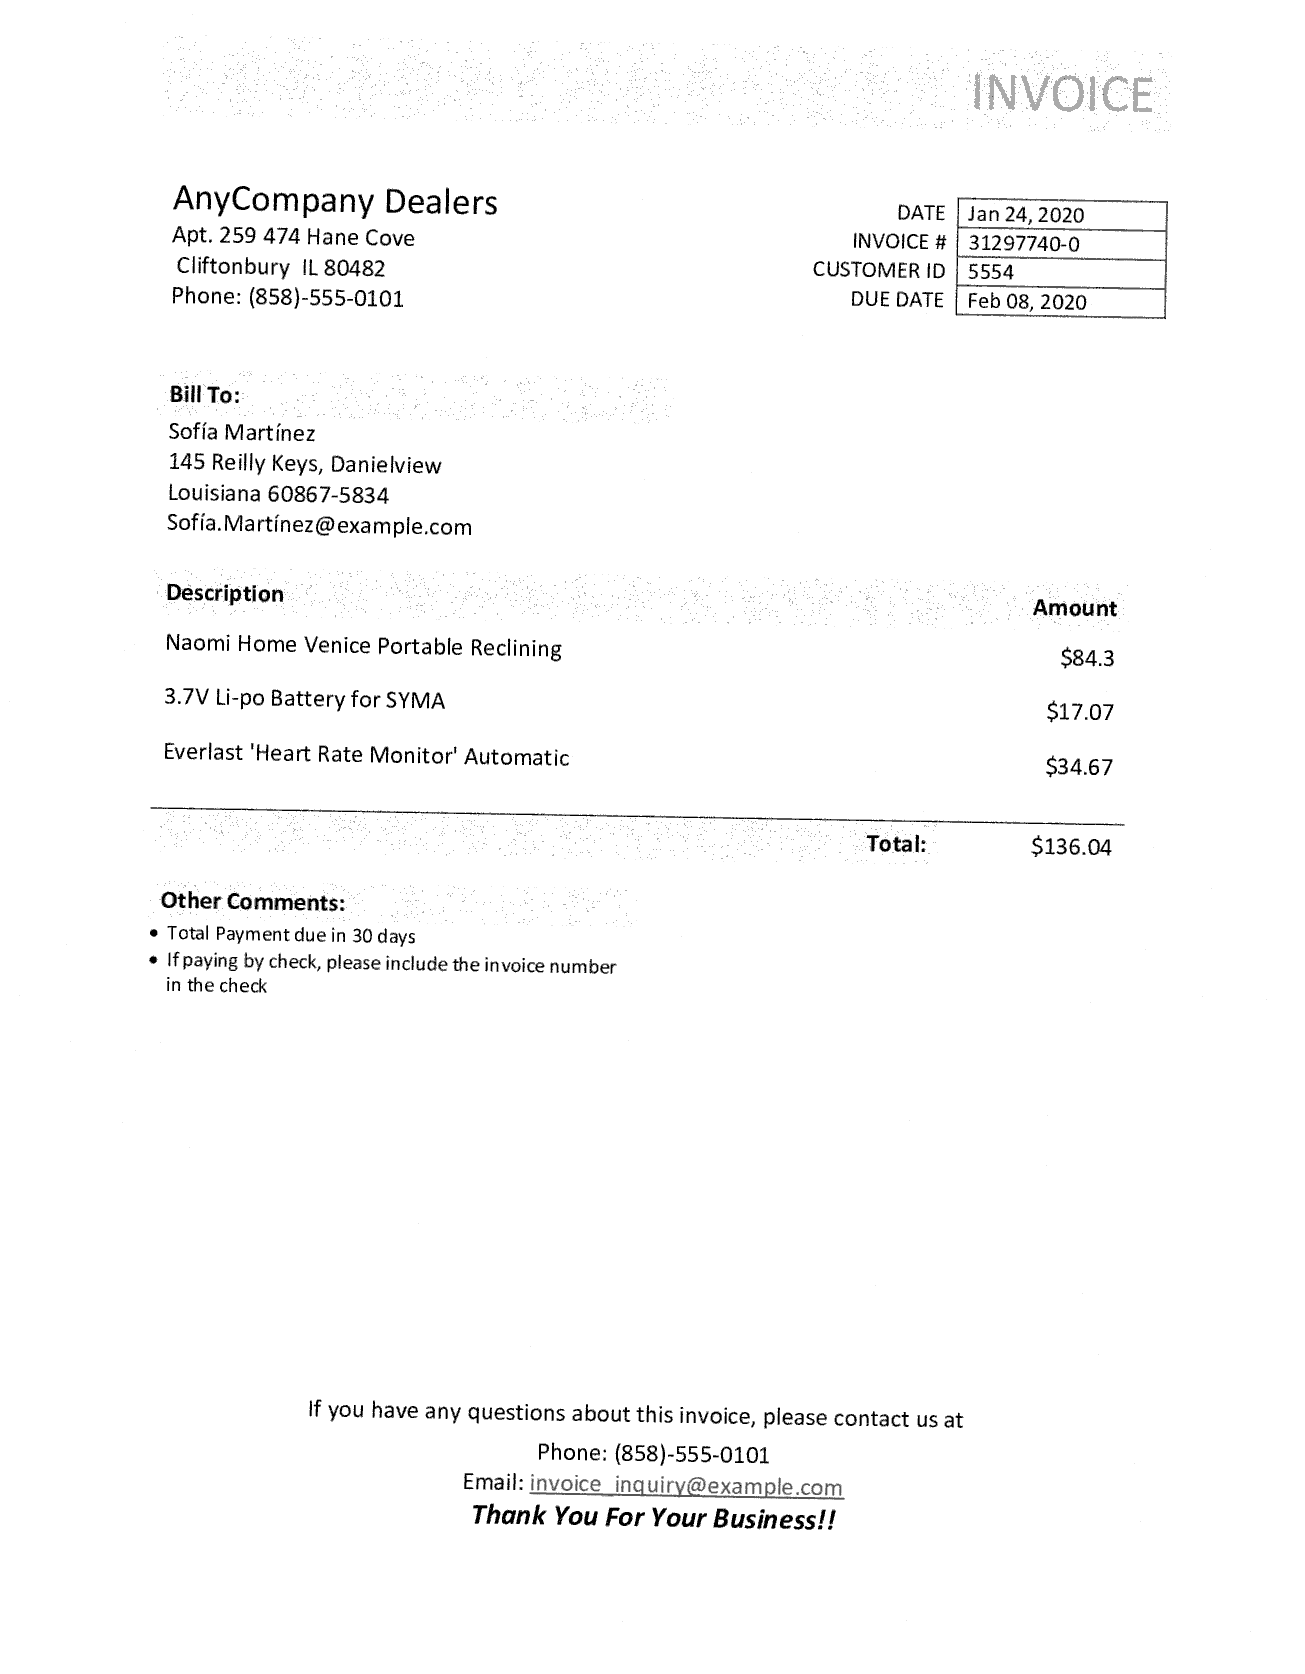 INVOICE
AnyCompany Dealers
Apt. 259 474 Hane Cove
Cliftonbury IL 80482
Phone: (858)-555-0101
DATE Jan 24, 2020
INVOICE # 31297740-0
CUSTOMER ID 5554
DUE DATE Feb 08, 2020
Bill To:
Sofía Martínez
145 Reilly Keys, Danielview
Louisiana 60867-5834
Sofía.Martínez@example.com
Description Amount
Naomi Home Venice Portable Reclining $84.3
3.7V Li-po Battery for SYMA $17.07
Everlast 'Heart Rate Monitor' Automatic $34.67
Total: $136.04
Other Comments:
• Total Payment due in 30 days
• If paying by check, please include the invoice number
in the check
If you have any questions about this invoice, please contact us at
Phone: (858)-555-0101
Email: invoice_inquiry@example.com
Thank You For Your Business!!